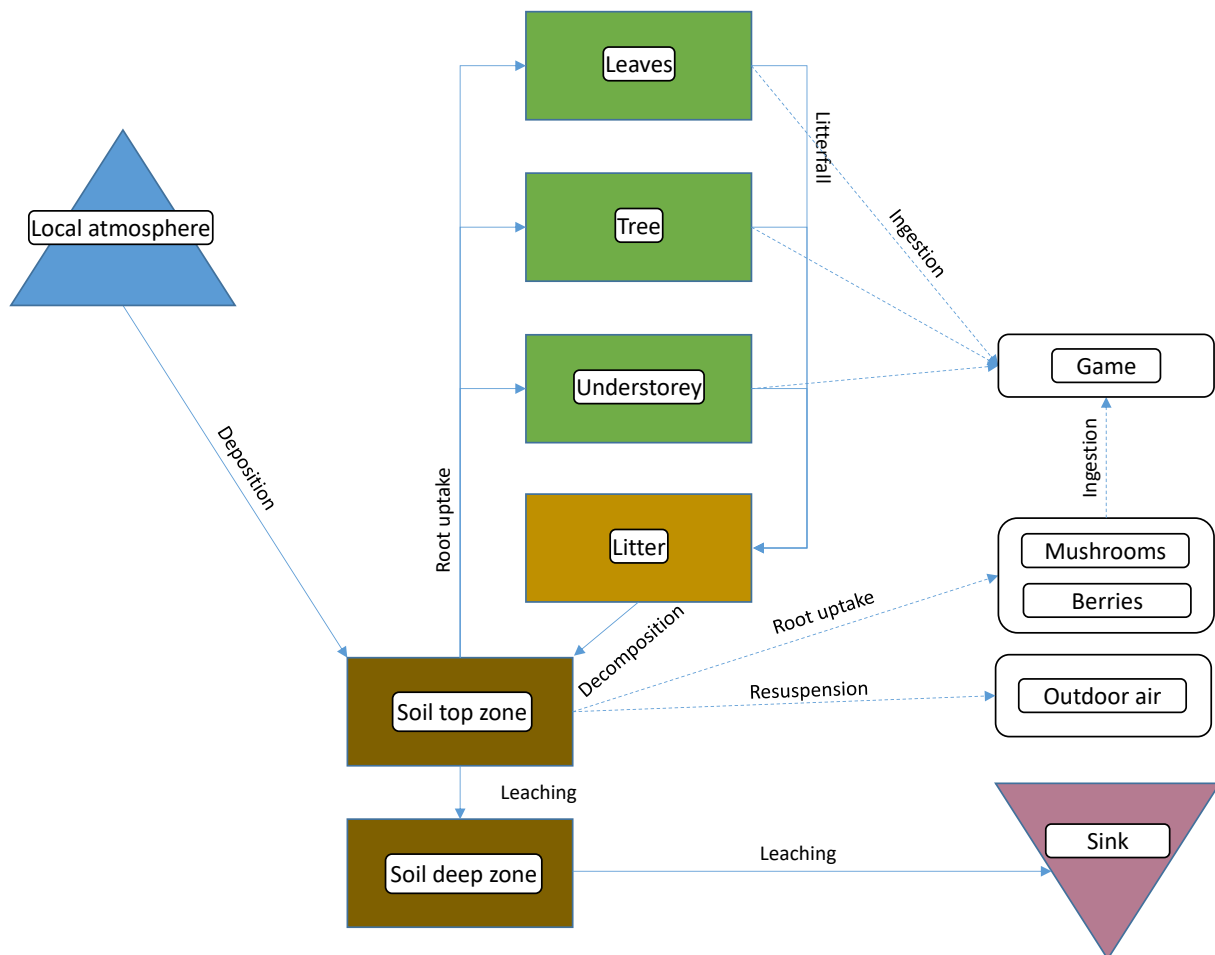 Leaves
Litterfall
Tree
Local atmosphere
Ingestion
Game
Understorey
Deposition
Root uptake
Ingestion
Litter
Mushrooms
Berries
Root uptake
Decomposition
Resuspension
Outdoor air
Soil top zone
Leaching
Sink
Leaching
Soil deep zone